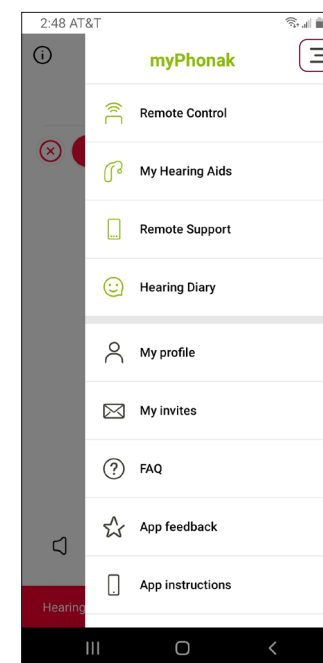 2:48 AT&T
myPhonak
Remote Control
My Hearing Aids
Remote Support
Hearing Diary
My profile
My invites
FAQ
App feedback
App instructions
Hearing